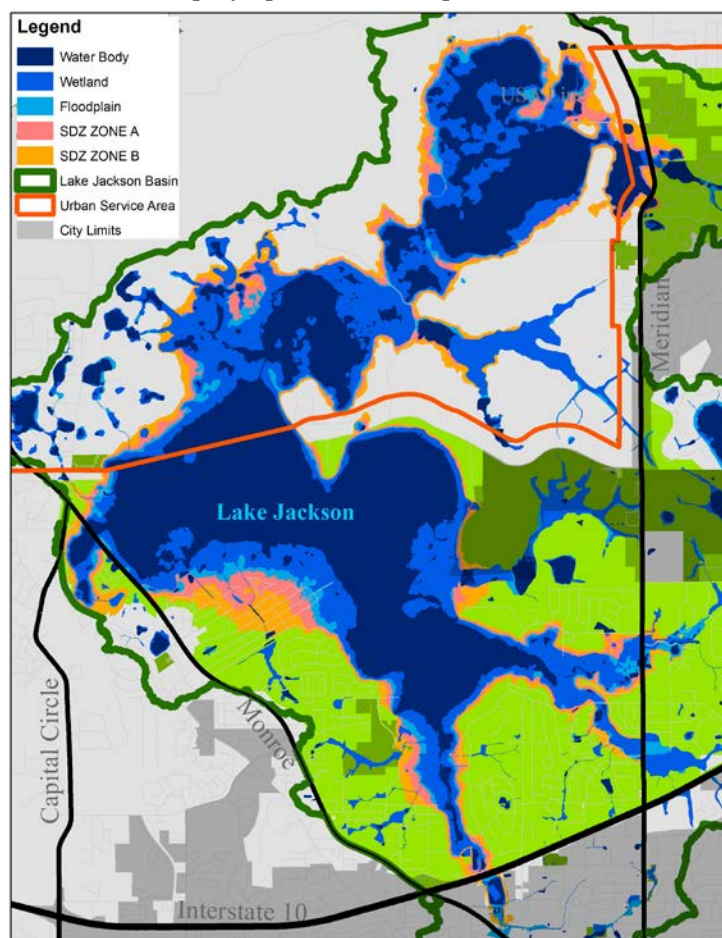 Legend
Water Body
Wetland
Floodplain
SDZ ZONE A
SDZ ZONE B
Lake Jackson Basin
Urban Service Area
City Limits
Meridian
Lake Jackson
Capital Circle
Monroe
Interstate 10